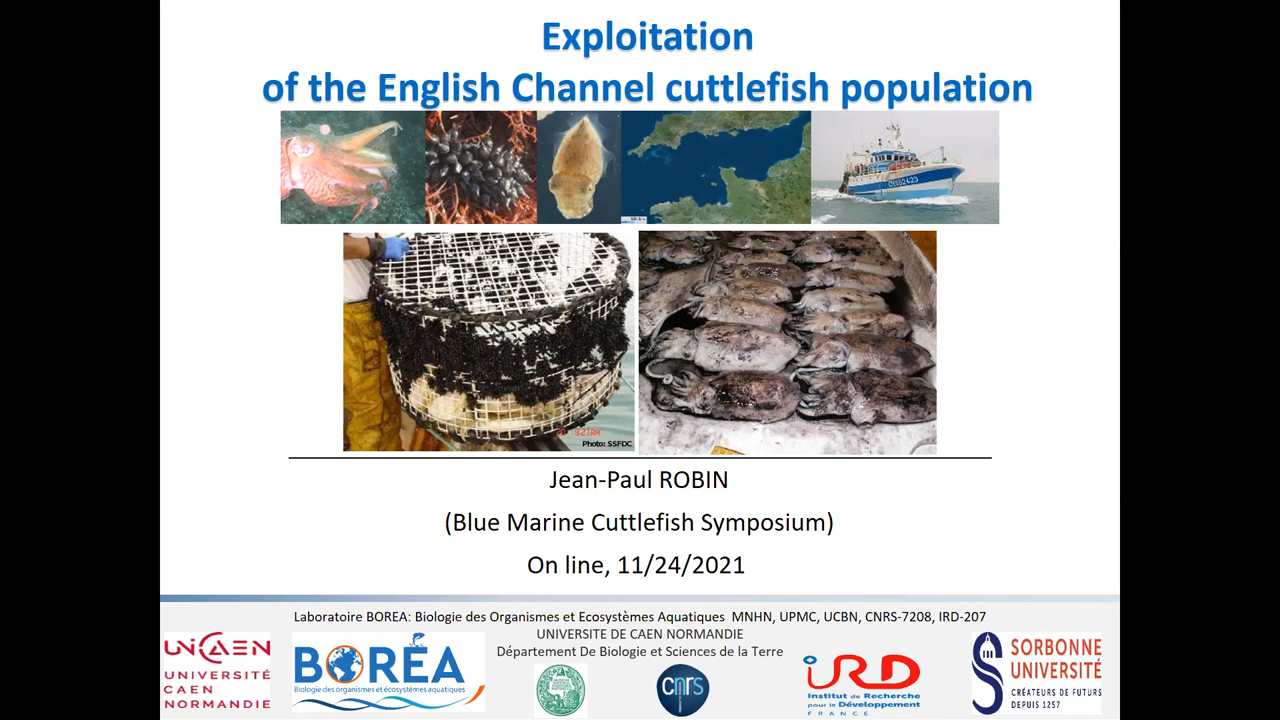 Exploitation
of the English Channel cuttlefish population
Photo: SSFDC
Jean-Paul ROBIN
(Blue Marine Cuttlefish Symposium)
On line, 11/24/2021
Laboratoire BOREA: Biologie des Organismes et Ecosystèmes Aquatiques MNHN, UPMC, UCBN, CNRS-7208, IRD-207
UNIVERSITE DE CAEN NORMANDIE
Département De Biologie et Sciences de la Terre
UNICAEN
UNIVERSITÉ
CAEN
NORMANDIE
BORÉA
Biologie des organismes et écosystèmes aquatiques
cnrs
IRD
Institut de Recherche
pour le Développement
FRANCE
SORBONNE
UNIVERSITÉ
CRÉATEURS DE FUTURS
DEPUIS 1257